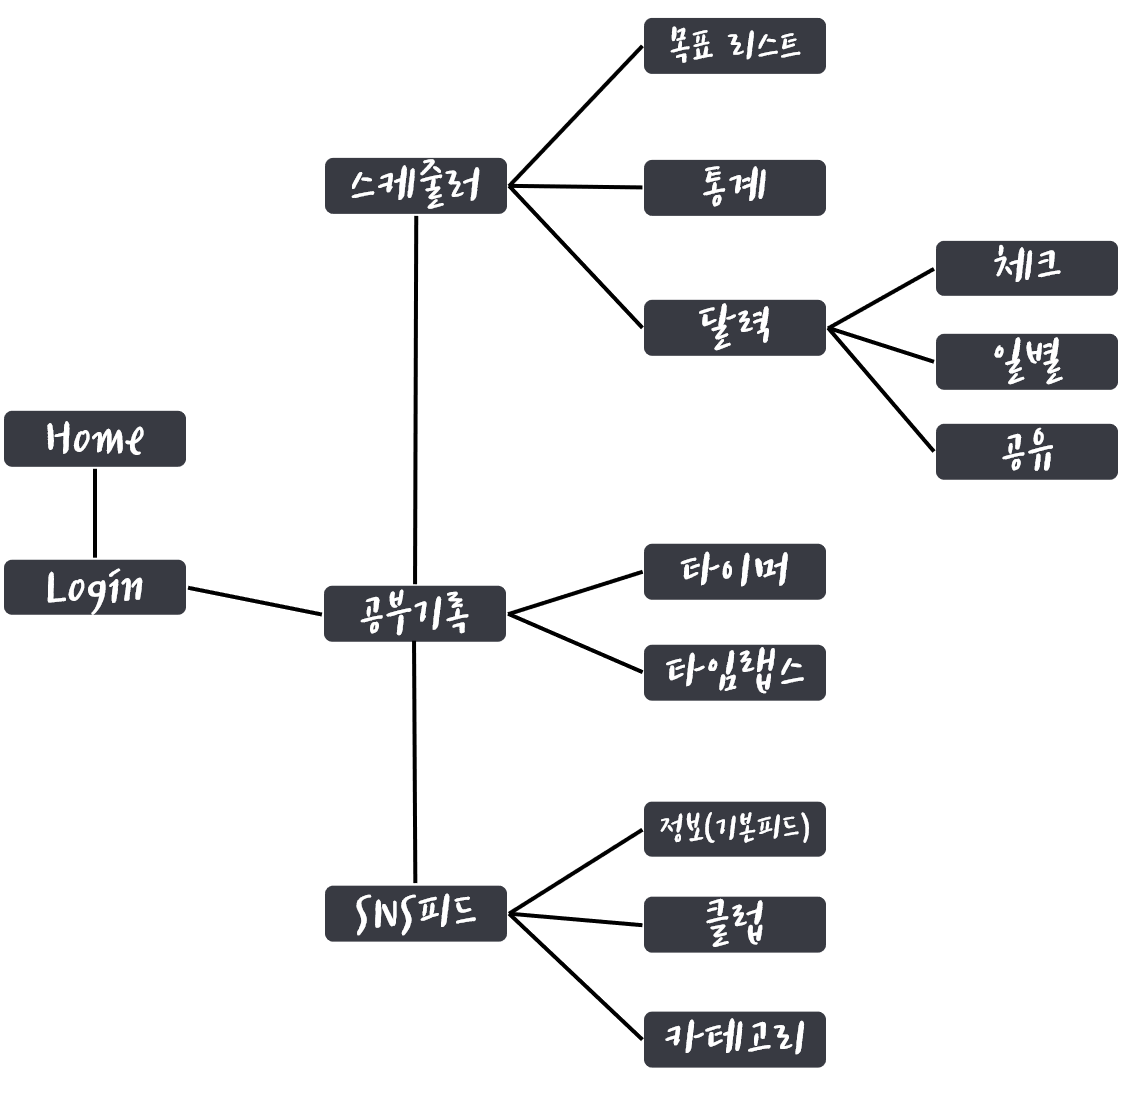 목표 리스트
스케줄러
통계
체크
달력
일별
Home
공유
타이머
Login
공부기록
타임랩스
정보(기본피드)
SNS피드
클럽
카테고리